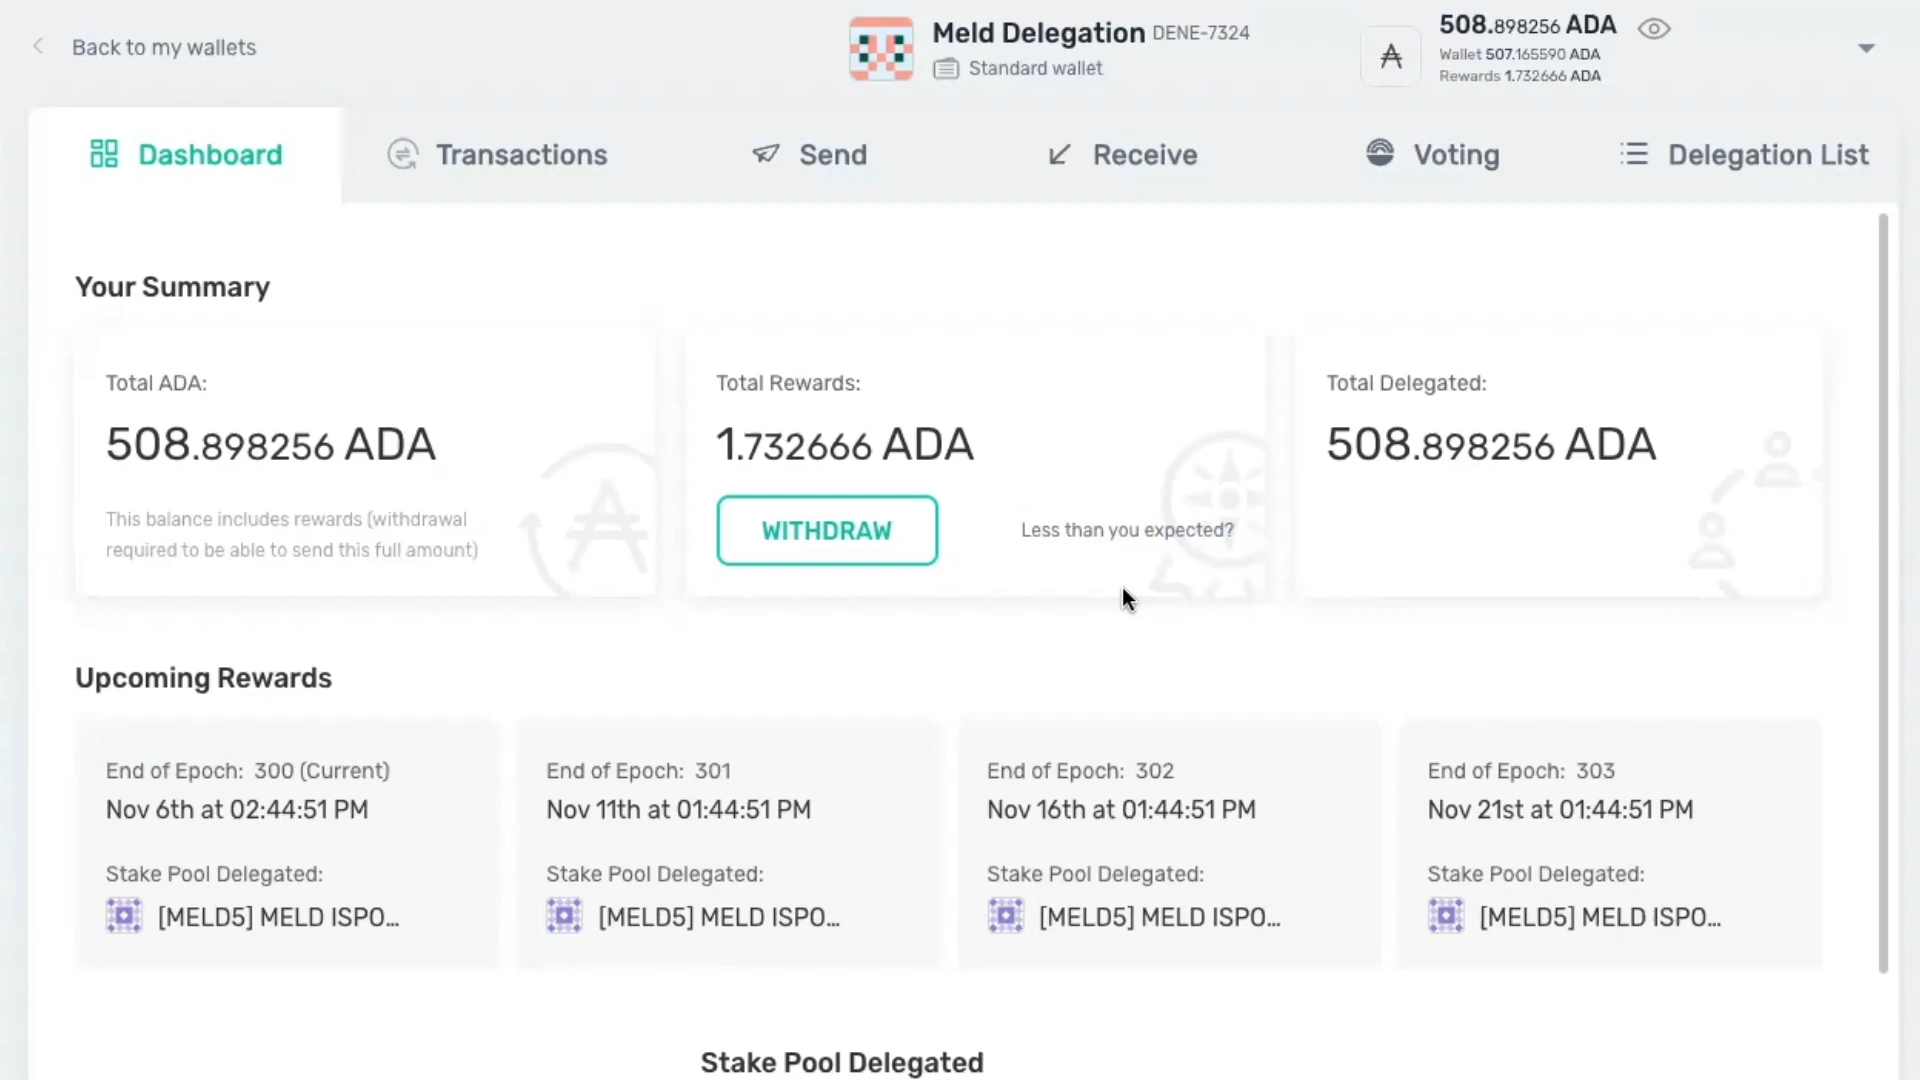 Back to my wallets
Meld Delegation DENE-7324
Standard wallet
508.898256 ADA
Wallet 507.165590 ADA
Rewards 1.732666 ADA
Dashboard
Transactions
Send
Receive
Voting
Delegation List
Your Summary
Total ADA:
508.898256 ADA
This balance includes rewards (withdrawal
required to be able to send this full amount)
Total Rewards:
1.732666 ADA
WITHDRAW
Less than you expected?
Total Delegated:
508.898256 ADA
Upcoming Rewards
End of Epoch: 300 (Current)
Nov 6th at 02:44:51 PM
Stake Pool Delegated:
[MELD5] MELD ISPO...
End of Epoch: 301
Nov 11th at 01:44:51 PM
Stake Pool Delegated:
[MELD5] MELD ISPO...
End of Epoch: 302
Nov 16th at 01:44:51 PM
Stake Pool Delegated:
[MELD5] MELD ISPO...
End of Epoch: 303
Nov 21st at 01:44:51 PM
Stake Pool Delegated:
[MELD5] MELD ISPO...
Stake Pool Delegated